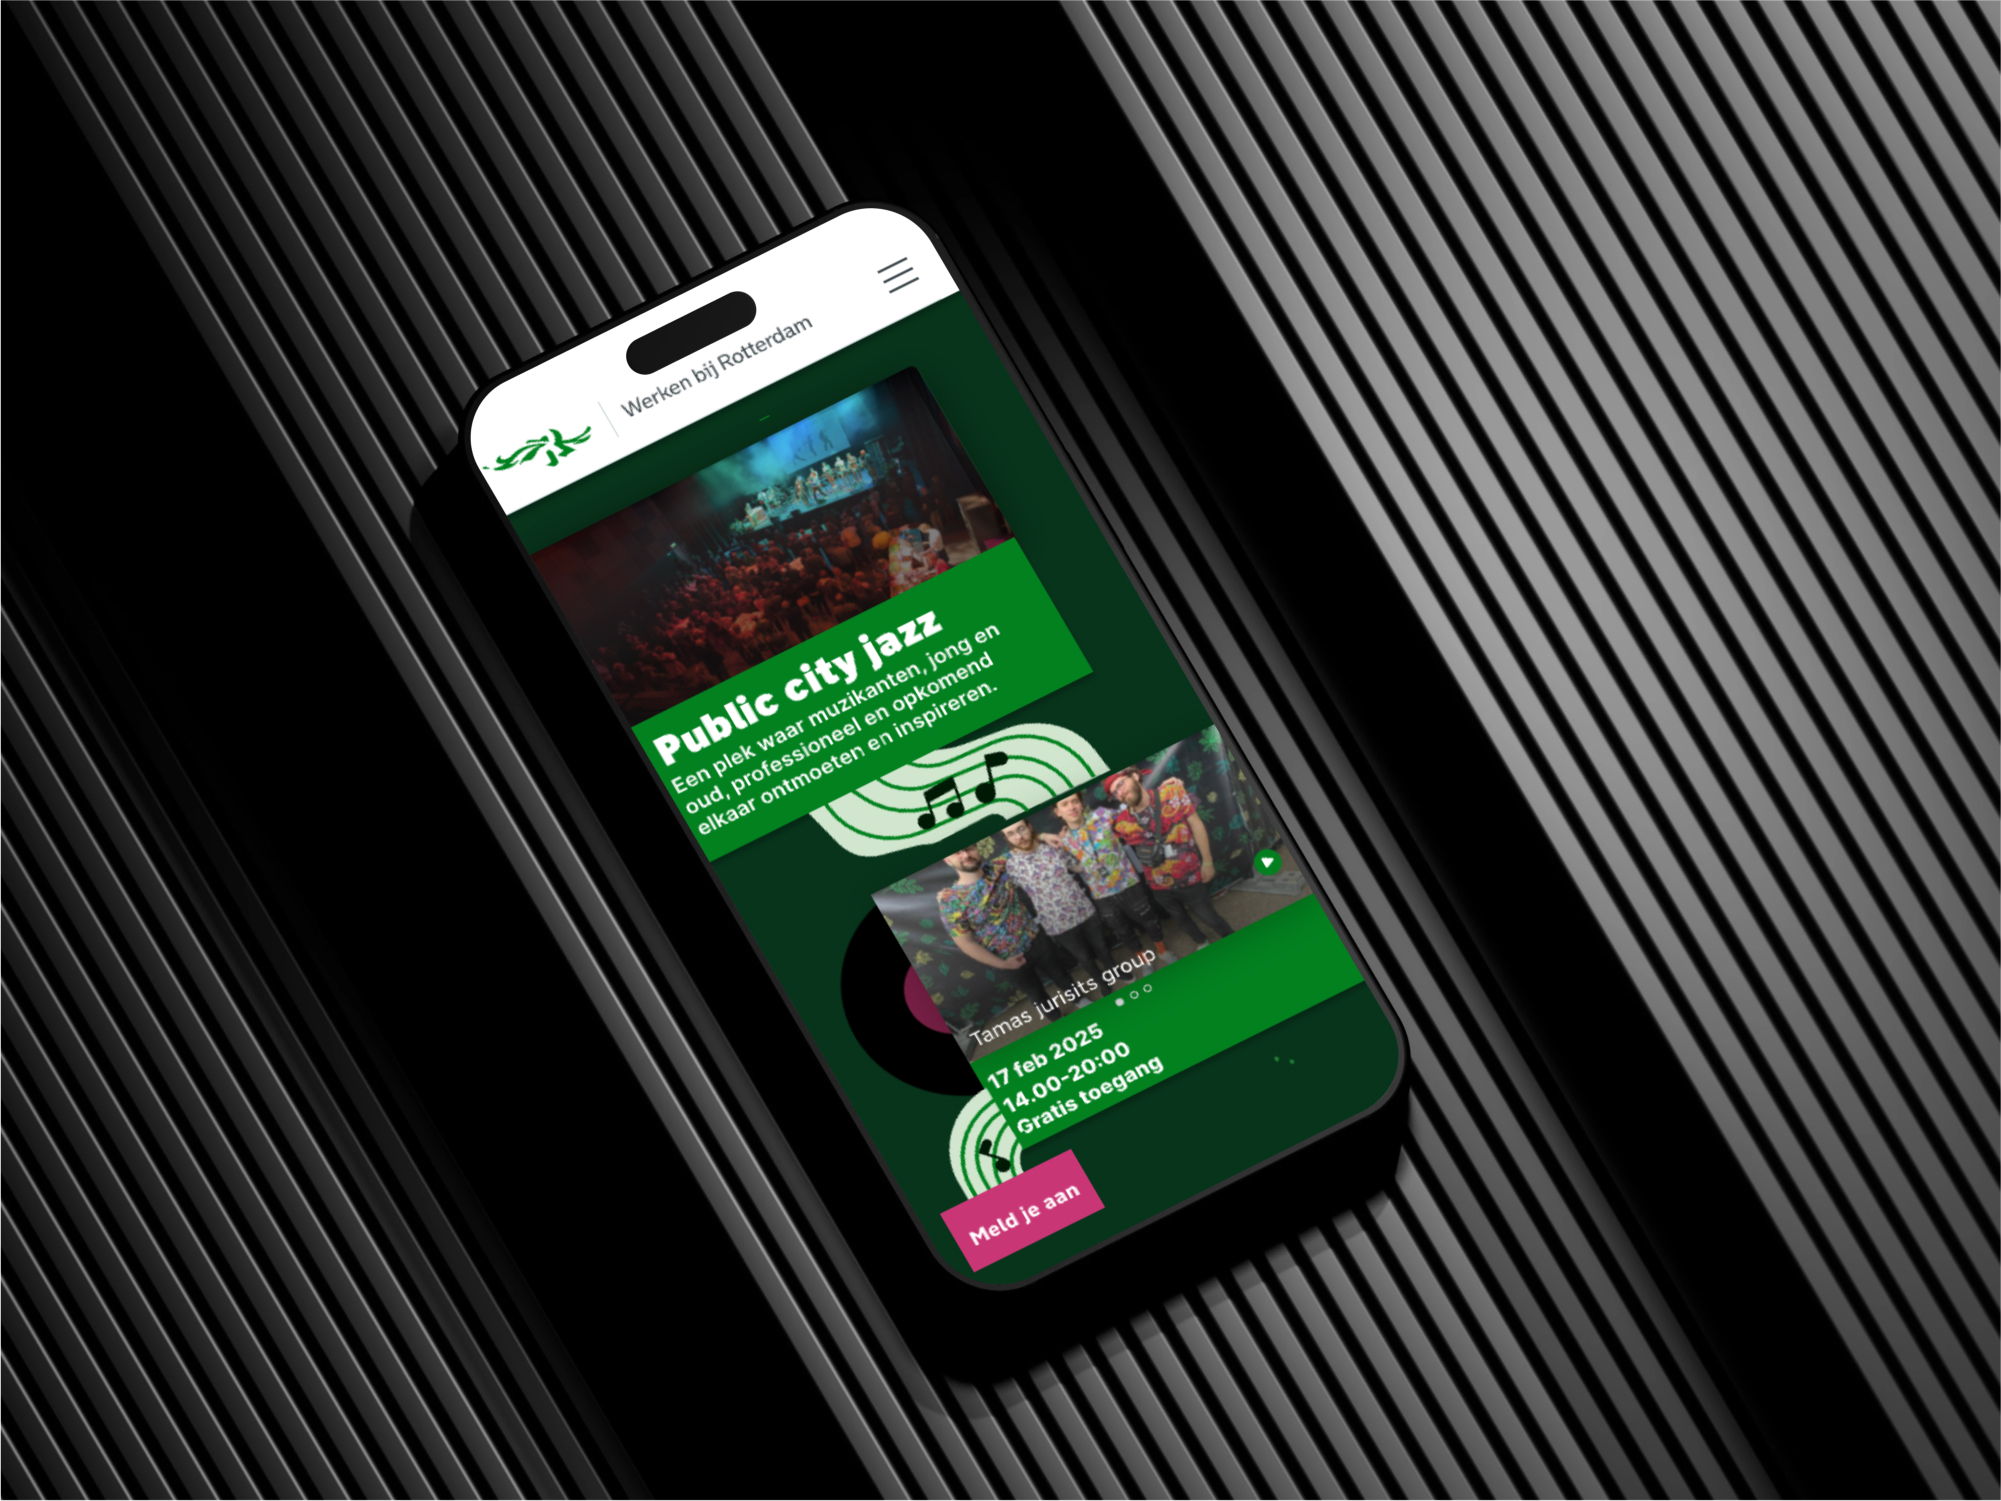 Werken bij Rotterdam
Public city jazz
Een plek waar muzikanten, jong en
oud, professioneel en opkomend
elkaar ontmoeten en inspireren.
Tamas jurisits group
17 feb 2025
14.00-20:00
Gratis toegang
Meld je aan